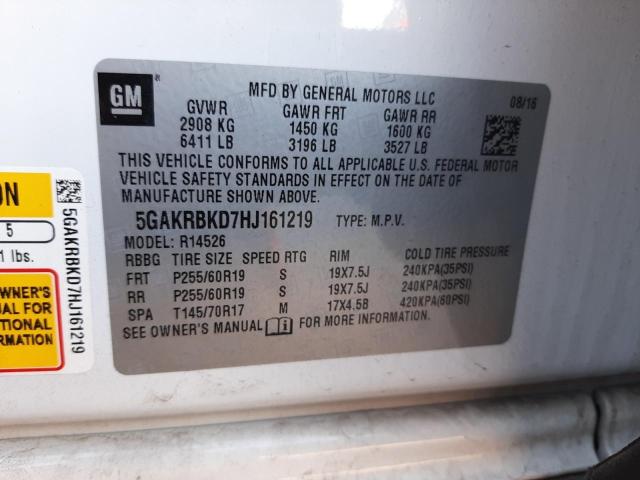 GM
®
MFD BY GENERAL MOTORS LLC
08/16
GVWR GAWR FRT GAWR RR
2908 KG 1450 KG 1600 KG
6411 LB 3196 LB 3527 LB
THIS VEHICLE CONFORMS TO ALL APPLICABLE U.S. FEDERAL MOTOR
VEHICLE SAFETY STANDARDS IN EFFECT ON THE DATE OF
MANUFACTURE SHOWN ABOVE.
5GAKRBKD7HJ161219 TYPE: M.P.V.
MODEL: R14526
RBBG TIRE SIZE SPEED RTG RIM COLD TIRE PRESSURE
FRT P255/60R19 S 19X7.5J 240KPA(35PSI)
RR P255/60R19 S 19X7.5J 240KPA(35PSI)
SPA T145/70R17 M 17X4.5B 420KPA(60PSI)
SEE OWNER'S MANUAL FOR MORE INFORMATION.
ON
5
1 lbs.
OWNER'S
UAL FOR
TIONAL
RMATION
5GAKRBKD7HJ161219